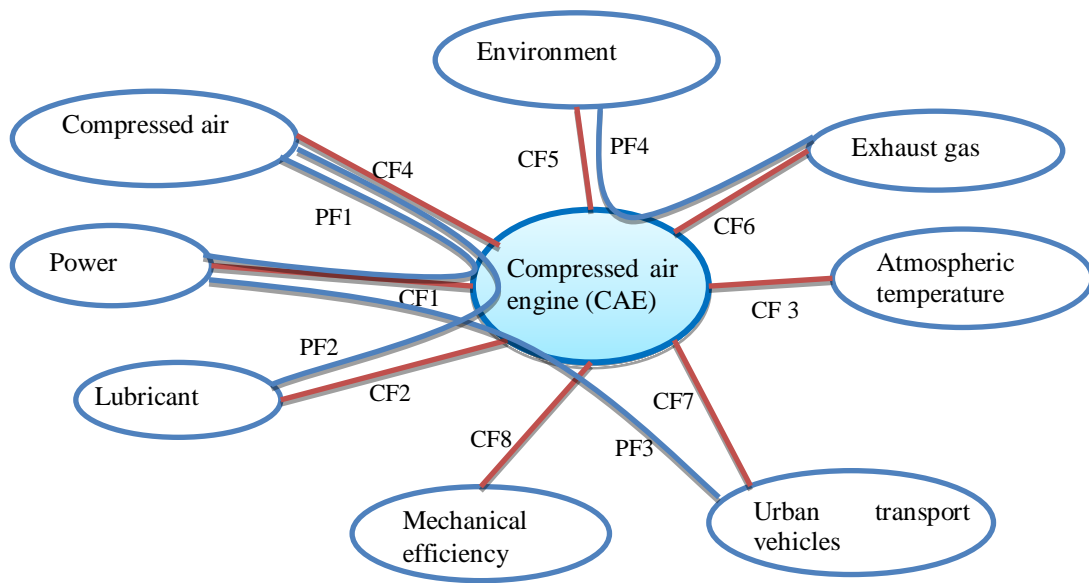 Environment
Compressed air
Exhaust gas
CF4
CF5
PF4
PF1
CF6
Power
Compressed air
engine (CAE)
Atmospheric
temperature
CF1
CF 3
PF2
Lubricant
CF2
CF7
CF8
PF3
Mechanical
efficiency
Urban transport
vehicles